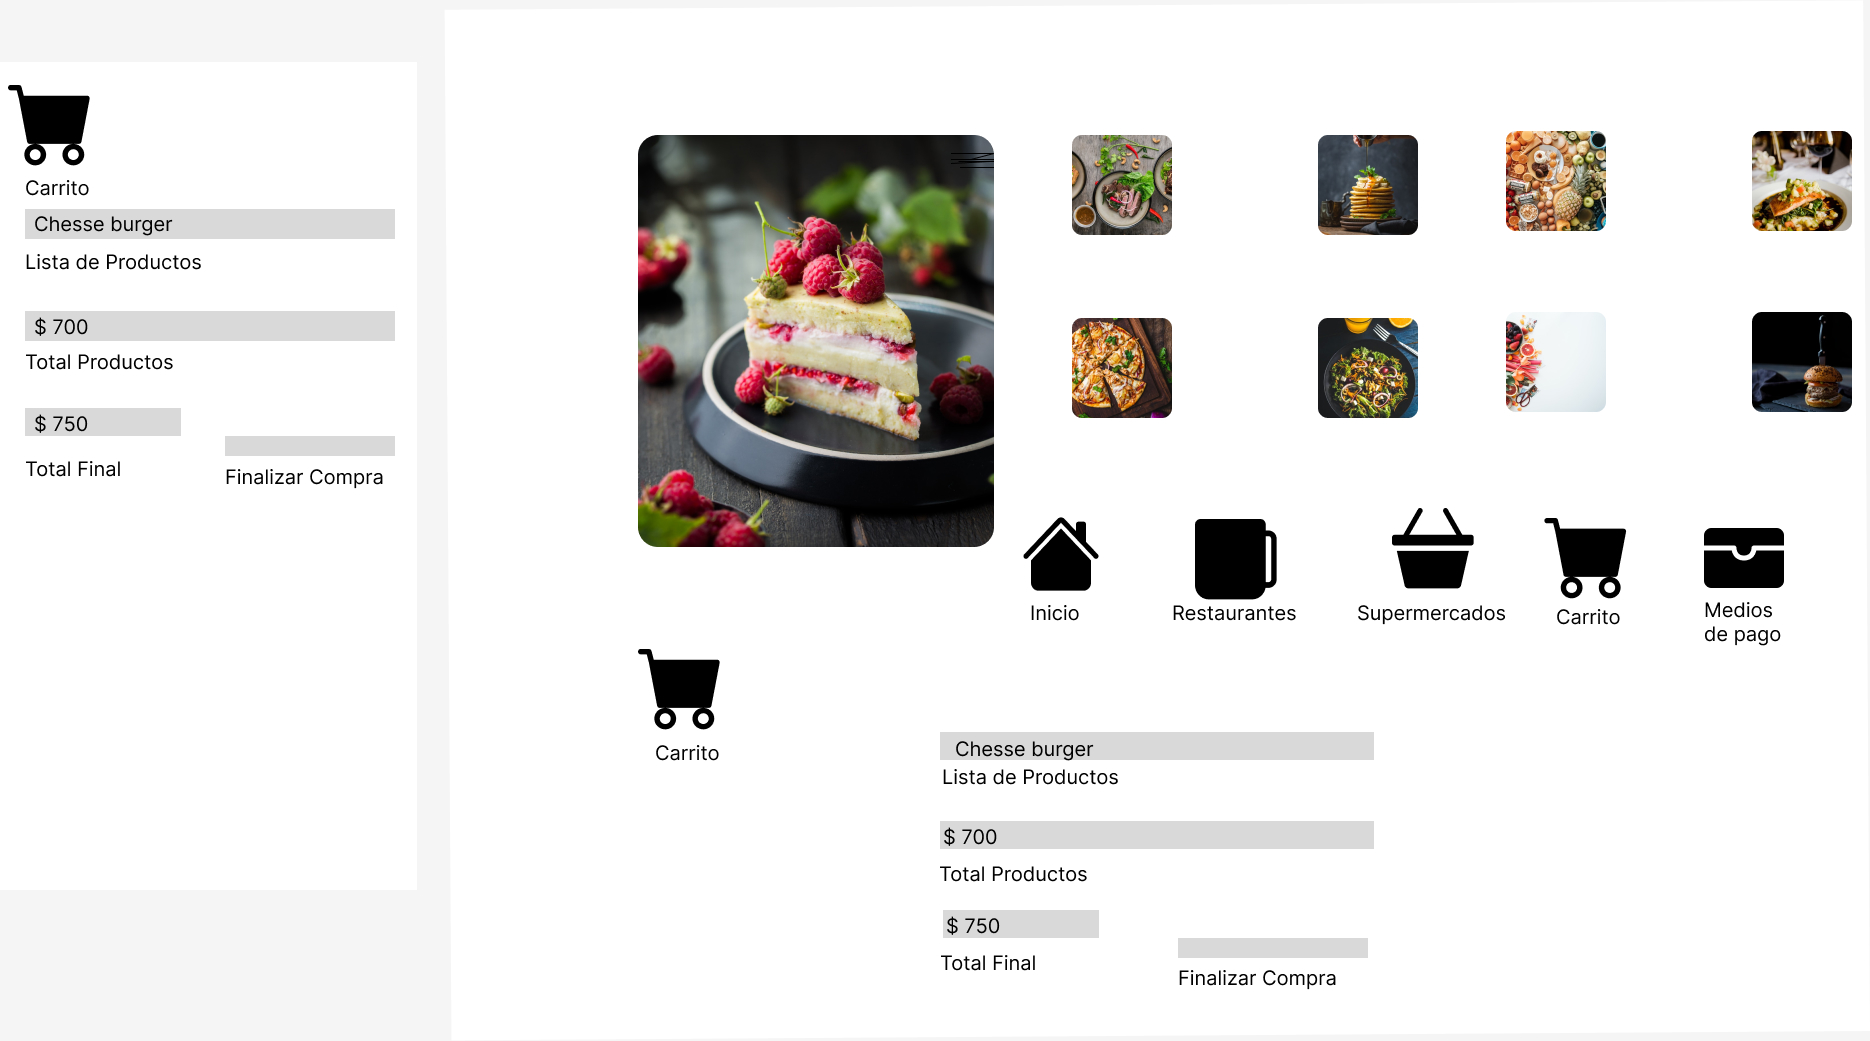 Carrito
Chesse burger
Lista de Productos
$ 700
Total Productos
$ 750
Total Final
Finalizar Compra
Inicio
Restaurantes
Supermercados
Carrito
Medios
de pago
Carrito
Chesse burger
Lista de Productos
$ 700
Total Productos
$ 750
Total Final
Finalizar Compra